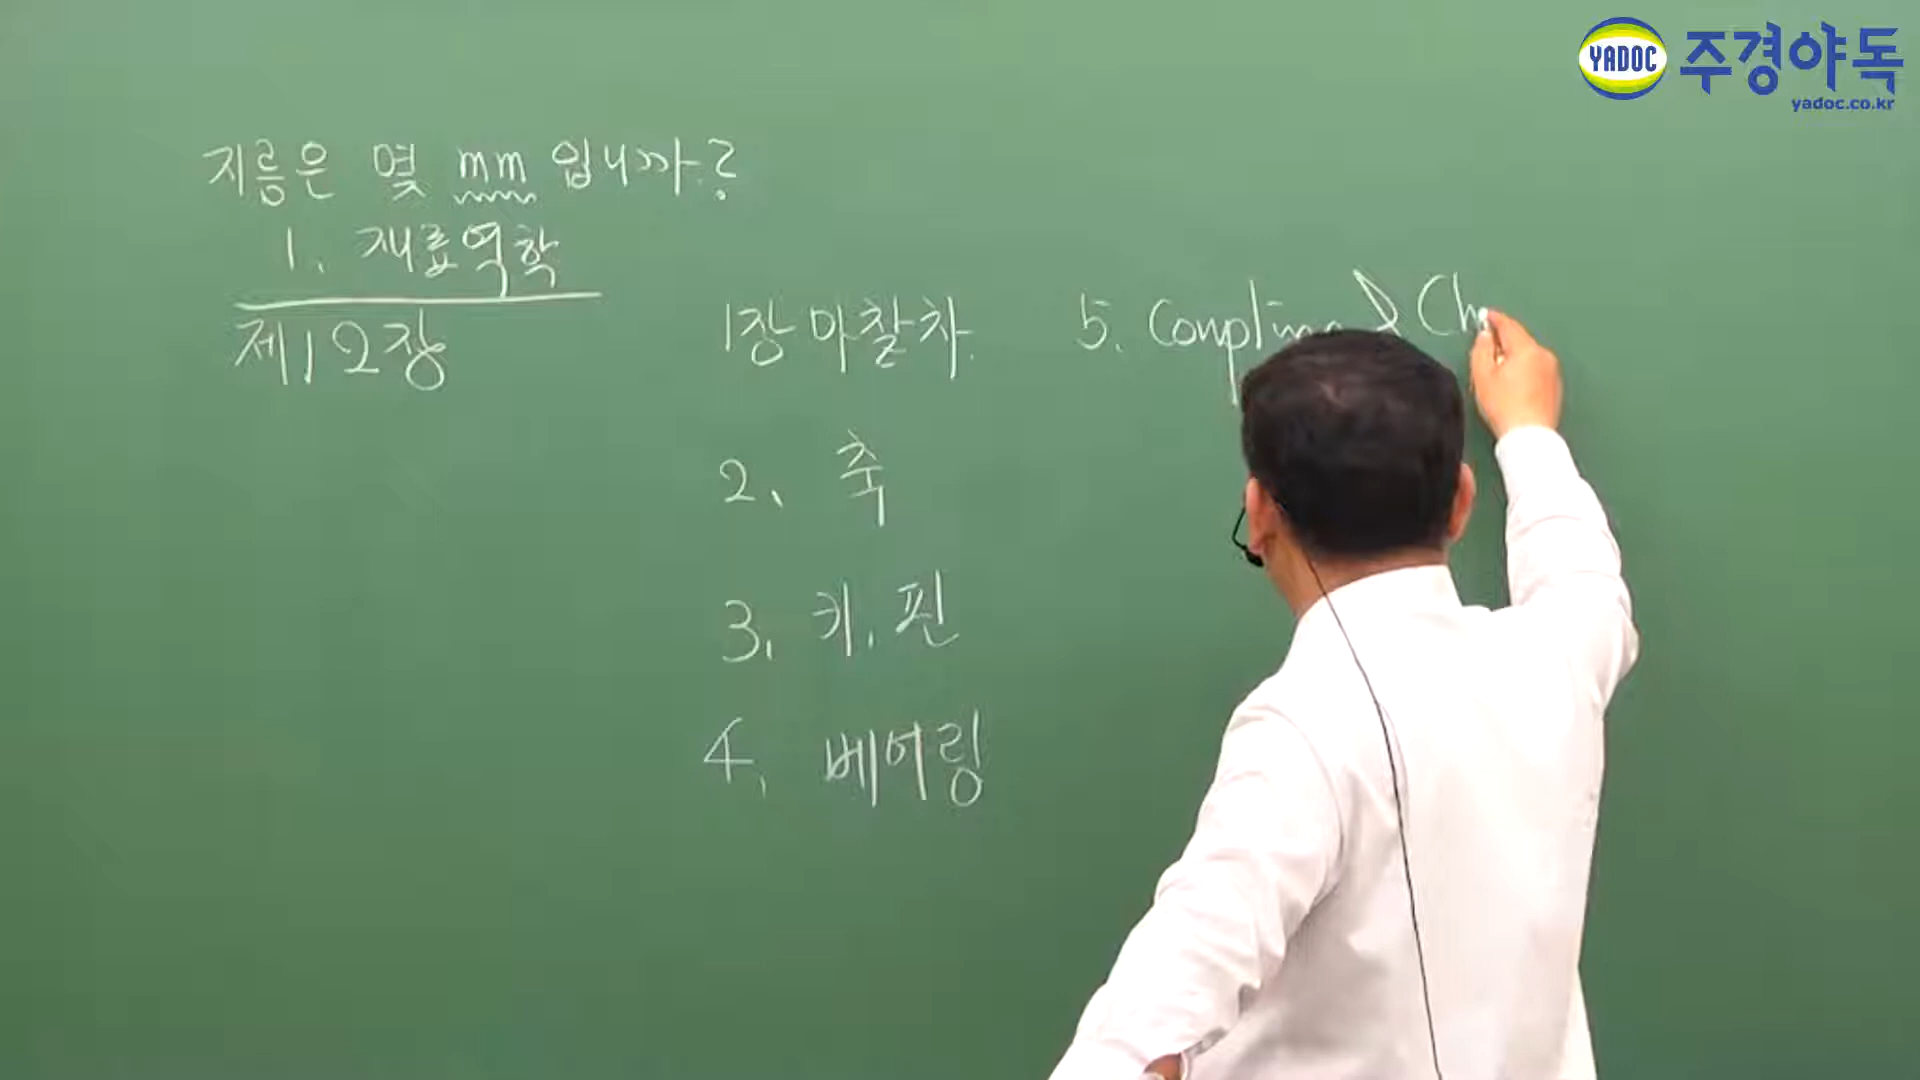 YADOC 주경야독
yadoc.co.kr
지름은 몇 mm 입니까?
1. 재료역학
제12장
1장 마찰차.
2. 축
3. 키. 핀
4. 베어링
5. Coupling &